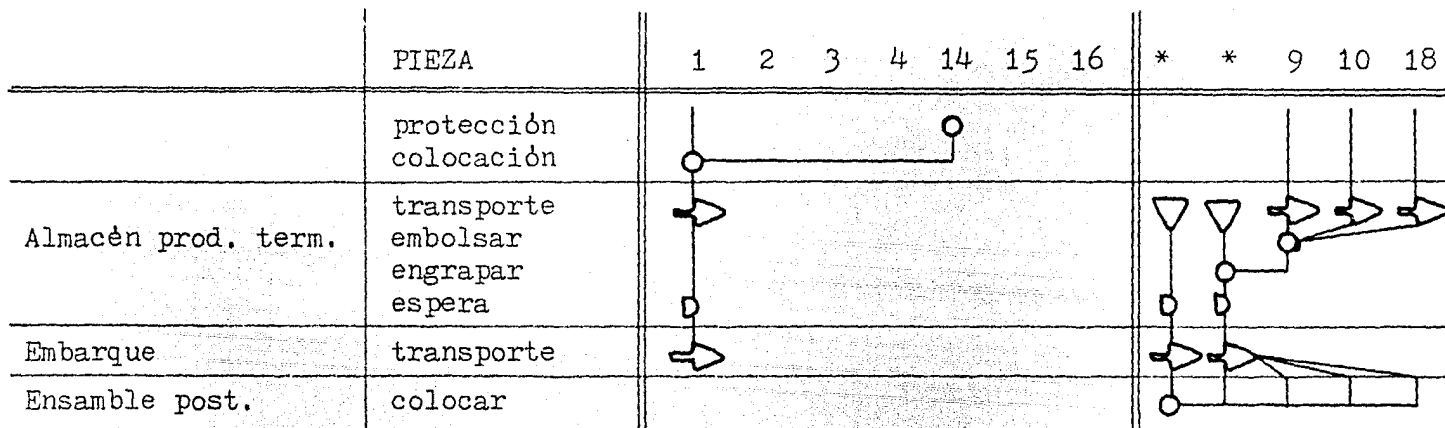 PIEZA 1 2 3 4 14 15 16 * * 9 10 18
protección
colocación
transporte
Almacén prod. term. embolsar
engrapar
espera
Embarque transporte
Ensamble post. colocar